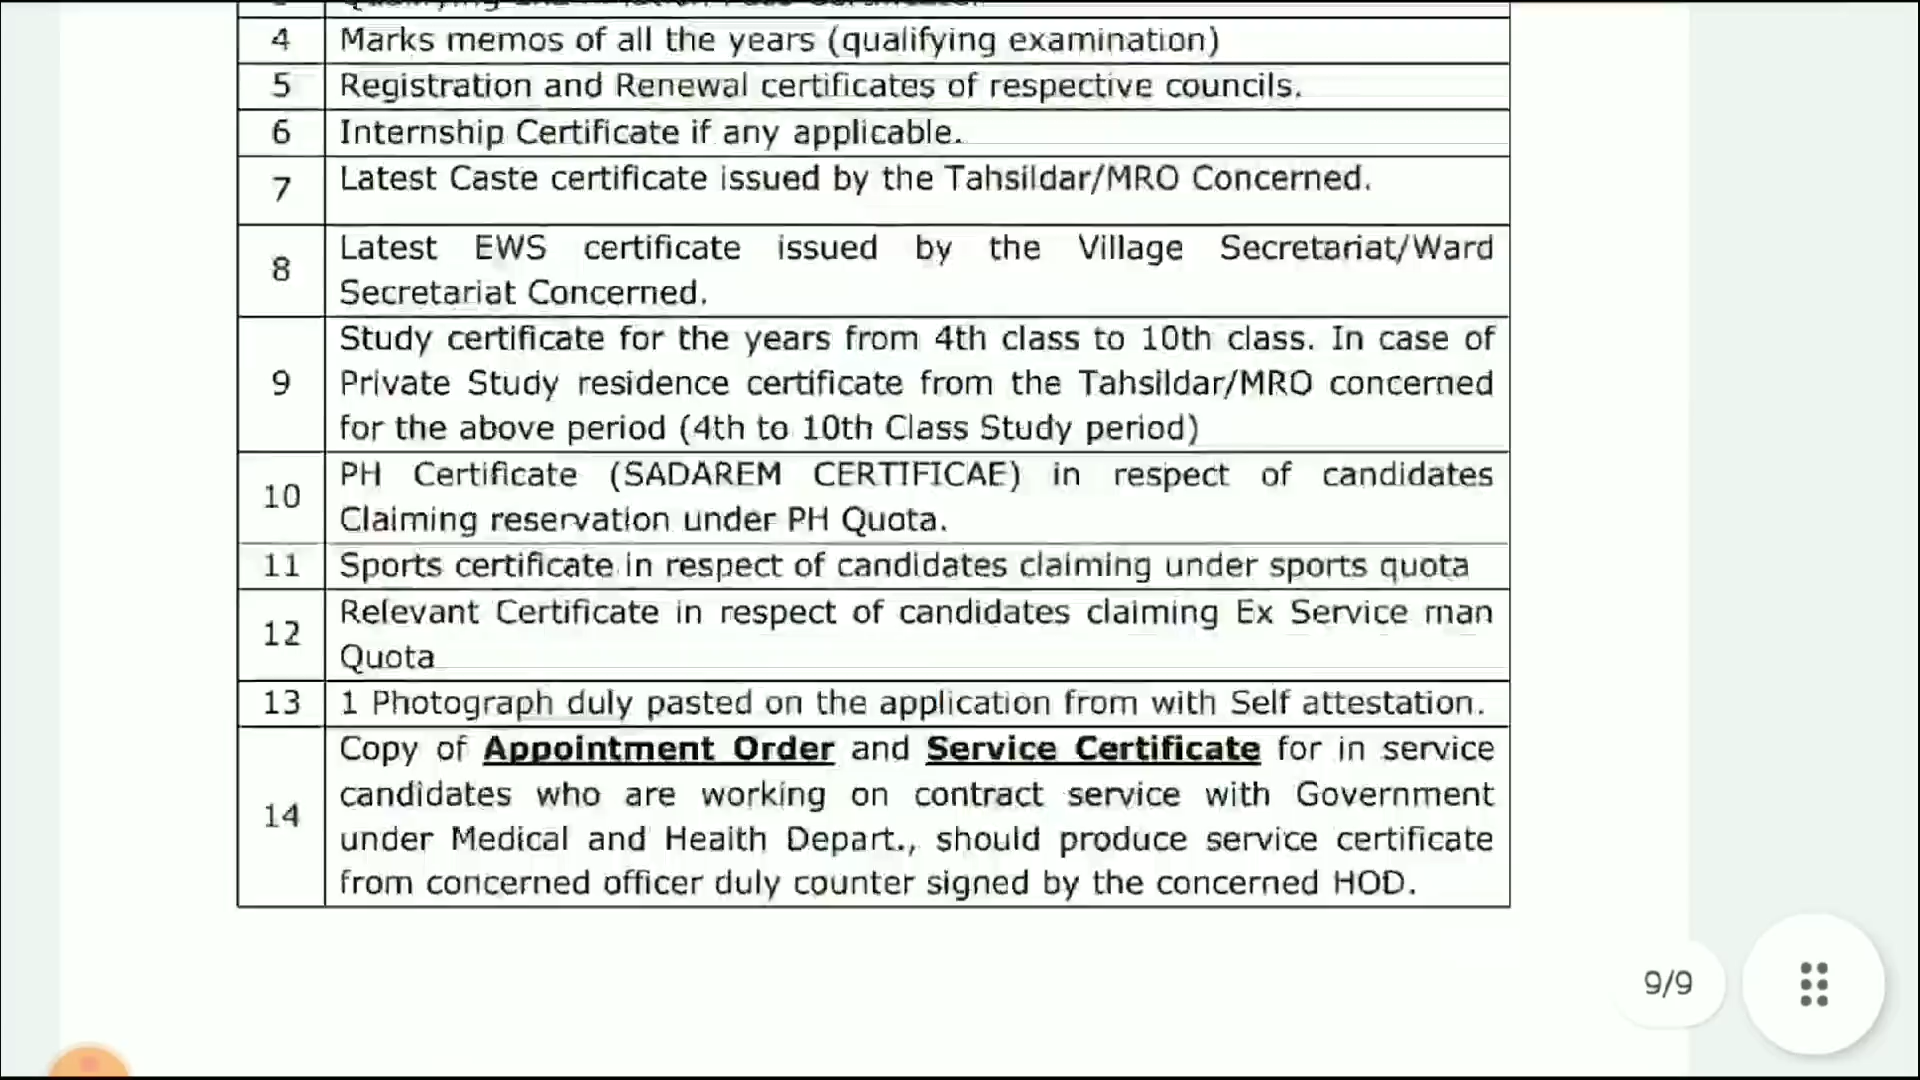 4 Marks memos of all the years (qualifying examination)
5 Registration and Renewal certificates of respective councils.
6 Internship Certificate if any applicable.
7 Latest Caste certificate issued by the Tahsildar/MRO Concerned.
8 Latest EWS certificate issued by the Village Secretariat/Ward
Secretariat Concerned.
9 Study certificate for the years from 4th class to 10th class. In case of
Private Study residence certificate from the Tahsildar/MRO concerned
for the above period (4th to 10th Class Study period)
10 PH Certificate (SADAREM CERTIFICAE) in respect of candidates
Claiming reservation under PH Quota.
11 Sports certificate in respect of candidates claiming under sports quota
12 Relevant Certificate in respect of candidates claiming Ex Service man
Quota
13 1 Photograph duly pasted on the application from with Self attestation.
14 Copy of Appointment Order and Service Certificate for in service
candidates who are working on contract service with Government
under Medical and Health Depart., should produce service certificate
from concerned officer duly counter signed by the concerned HOD.
9/9